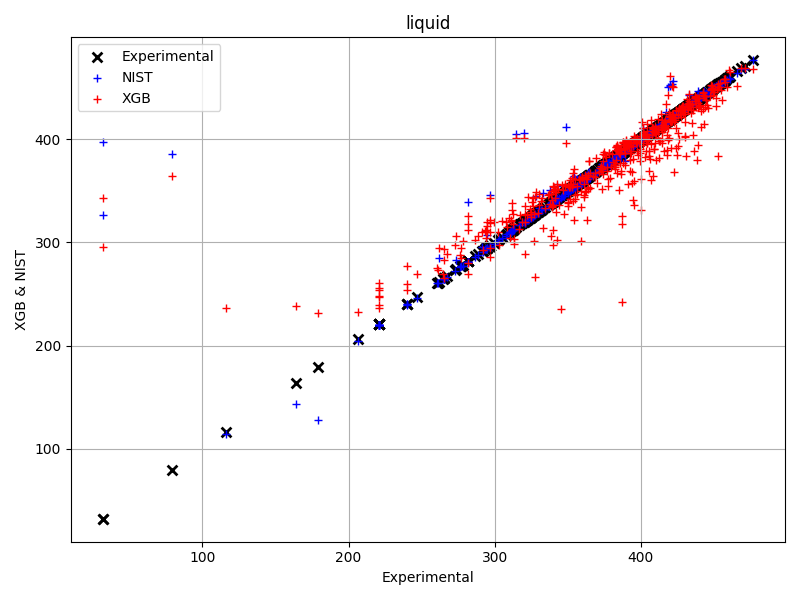 liquid
Experimental
NIST
XGB
400
300
200
100
XGB & NIST
100
200
300
400
Experimental